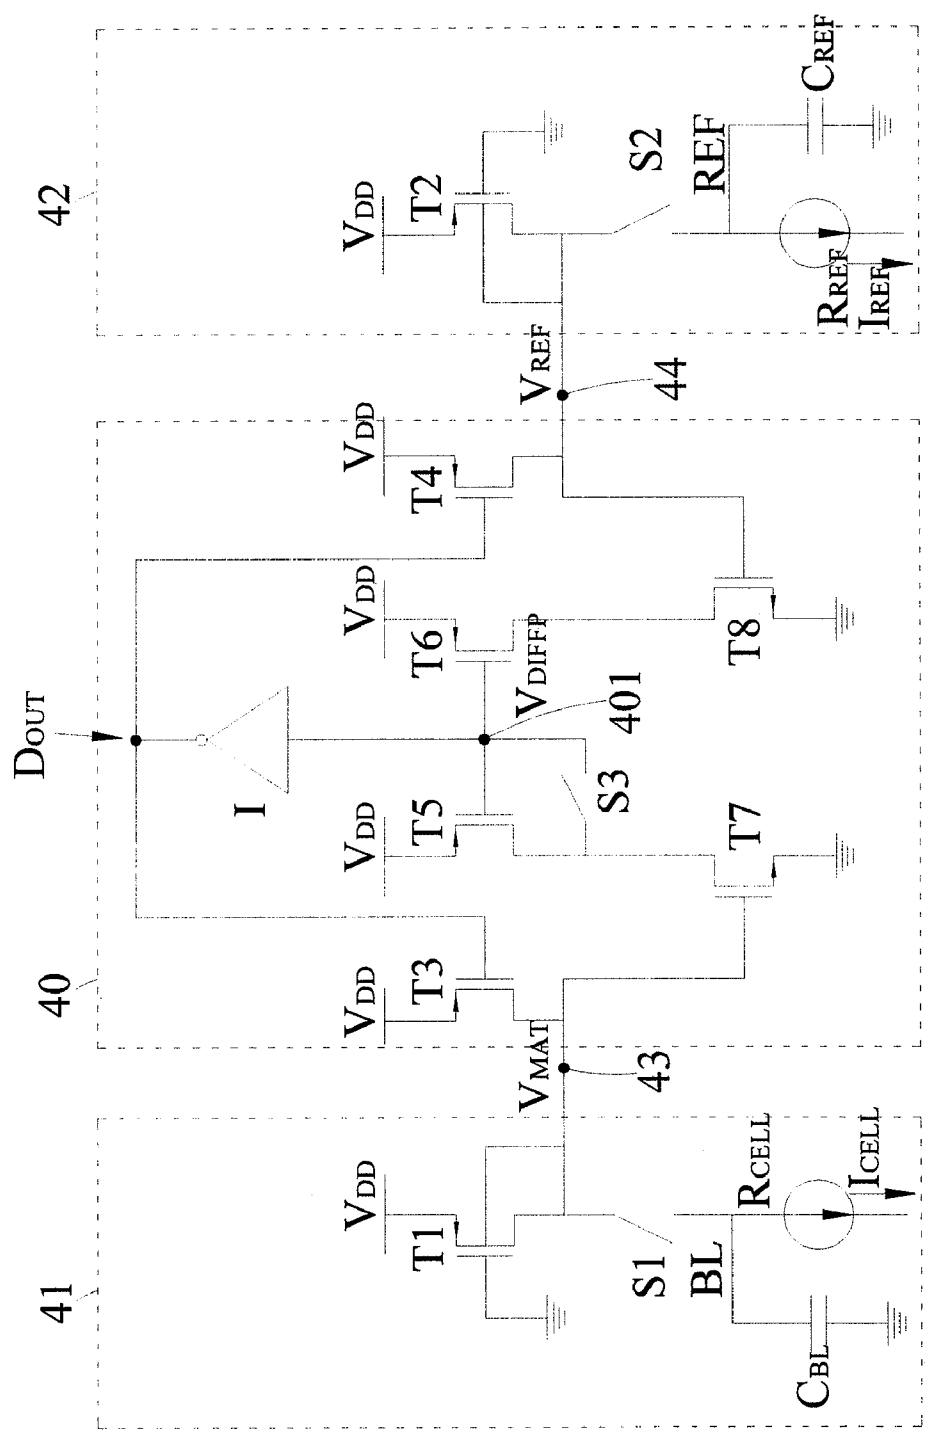 DOUT
41
40
42
VDD
VDD
VDD
VDD
VDD
VDD
T1
T3
T5
T6
T4
T2
I
VMAT
43
401
VDIFFP
VREF
44
S1
S3
S2
BL
REF
T7
T8
CBL
RCELL
ICELL
RREF
IREF
CREF